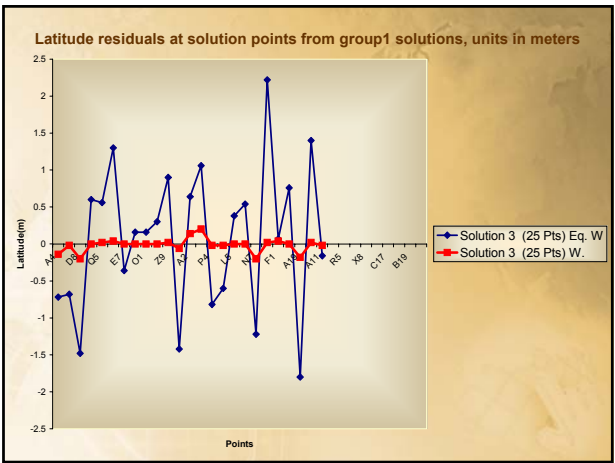 Latitude residuals at solution points from group1 solutions, units in meters
2.5
2
1.5
1
0.5
0
-0.5
-1
-1.5
-2
-2.5
Latitude(m)
A4 D8 Q5 E7 O1 Z9 A2 P4 L6 N7 F1 A10 A11 R5 X8 C17 B19
Points
Solution 3 (25 Pts) Eq. W
Solution 3 (25 Pts) W.